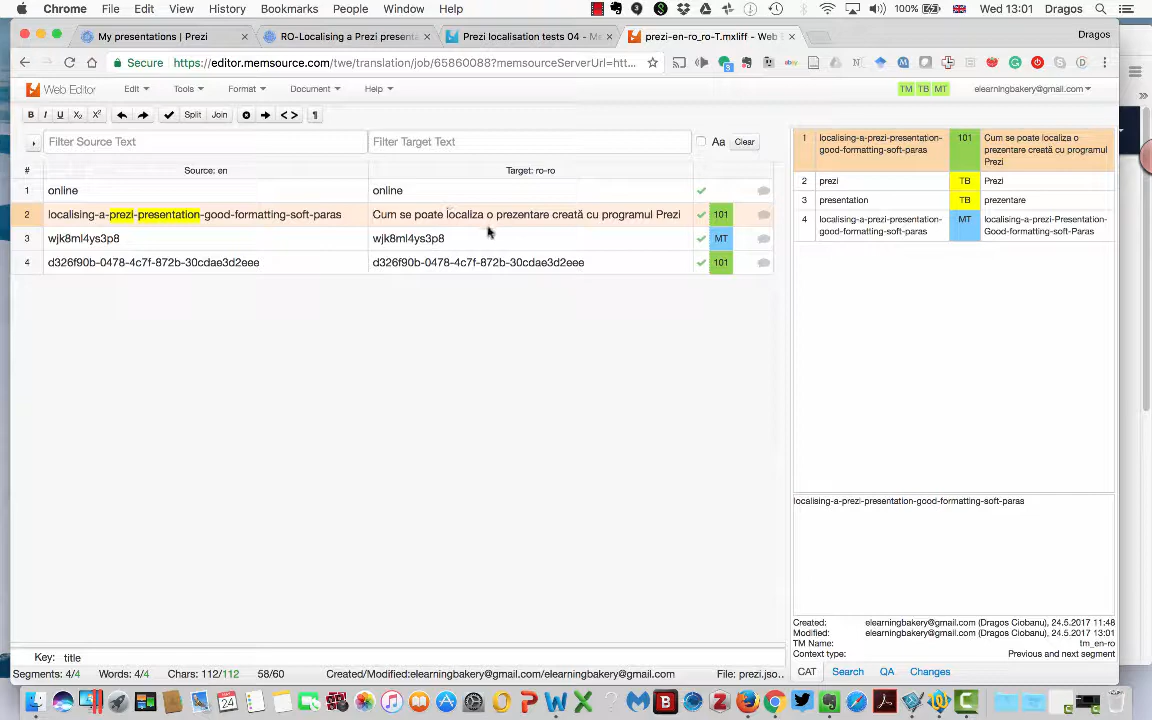 Chrome File Edit View History Bookmarks People Window Help 100% Wed 13:01 Dragos
My presentations | Prezi RO-Localising a Prezi present Prezi localisation tests 04 - M prezi-en-ro_ro-T.mxliff - Web E Dragos
Secure https://editor.memsource.com/twe/translation/job/65860088?memsourceServerUrl=htt...
Web Editor Edit Tools Format Document Help TM TB MT elearningbakery@gmail.com
B I U X₂ X² Split Join < > ¶
Filter Source Text Filter Target Text Aa Clear
# Source: en Target: ro-ro
1 online online
2 localising-a-prezi-presentation-good-formatting-soft-paras Cum se poate localiza o prezentare creată cu programul Prezi 101
3 wjk8ml4ys3p8 wjk8ml4ys3p8 MT
4 d326f90b-0478-4c7f-872b-30cdae3d2eee d326f90b-0478-4c7f-872b-30cdae3d2eee 101
1 localising-a-prezi-presentation- 101 Cum se poate localiza o
good-formatting-soft-paras prezentare creată cu programul
Prezi
2 prezi TB Prezi
3 presentation TB prezentare
4 localising-a-prezi-presentation- MT localising-a-prezi-Presentation-
good-formatting-soft-paras Good-formatting-Soft-Paras
localising-a-prezi-presentation-good-formatting-soft-paras
Created: elearningbakery@gmail.com (Dragos Ciobanu), 24.5.2017 11:48
Modified: elearningbakery@gmail.com (Dragos Ciobanu), 24.5.2017 13:01
TM Name: tm_en-ro
Context type: Previous and next segment
Key: title
Segments: 4/4 Words: 4/4 Chars: 112/112 58/60 Created/Modified:elearningbakery@gmail.com/elearningbakery@gmail.com File: prezi.jso...
CAT Search QA Changes